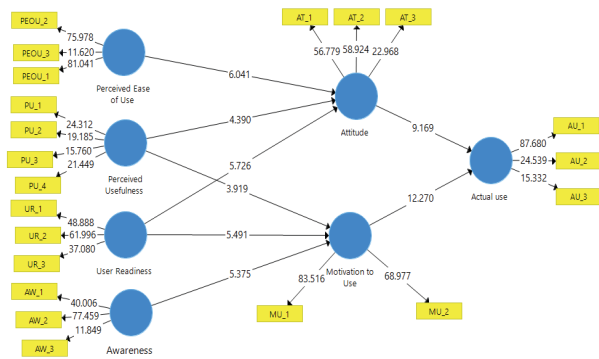 PEOU_2
75.978
PEOU_3
11.620
81.041
PEOU_1
Perceived Ease
of Use
6.041
PU_1
24.312
PU_2
19.185
15.760
PU_3
21.449
PU_4
Perceived
Usefulness
4.390
3.919
UR_1
48.888
UR_2
61.996
37.080
UR_3
User Readiness
5.726
5.491
AW_1
40.006
AW_2
77.459
11.849
AW_3
Awareness
5.375
AT_1
AT_2
AT_3
56.779
58.924
22.968
Attitude
9.169
Motivation to
Use
12.270
83.516
68.977
MU_1
MU_2
Actual use
AU_1
87.680
24.539
AU_2
15.332
AU_3